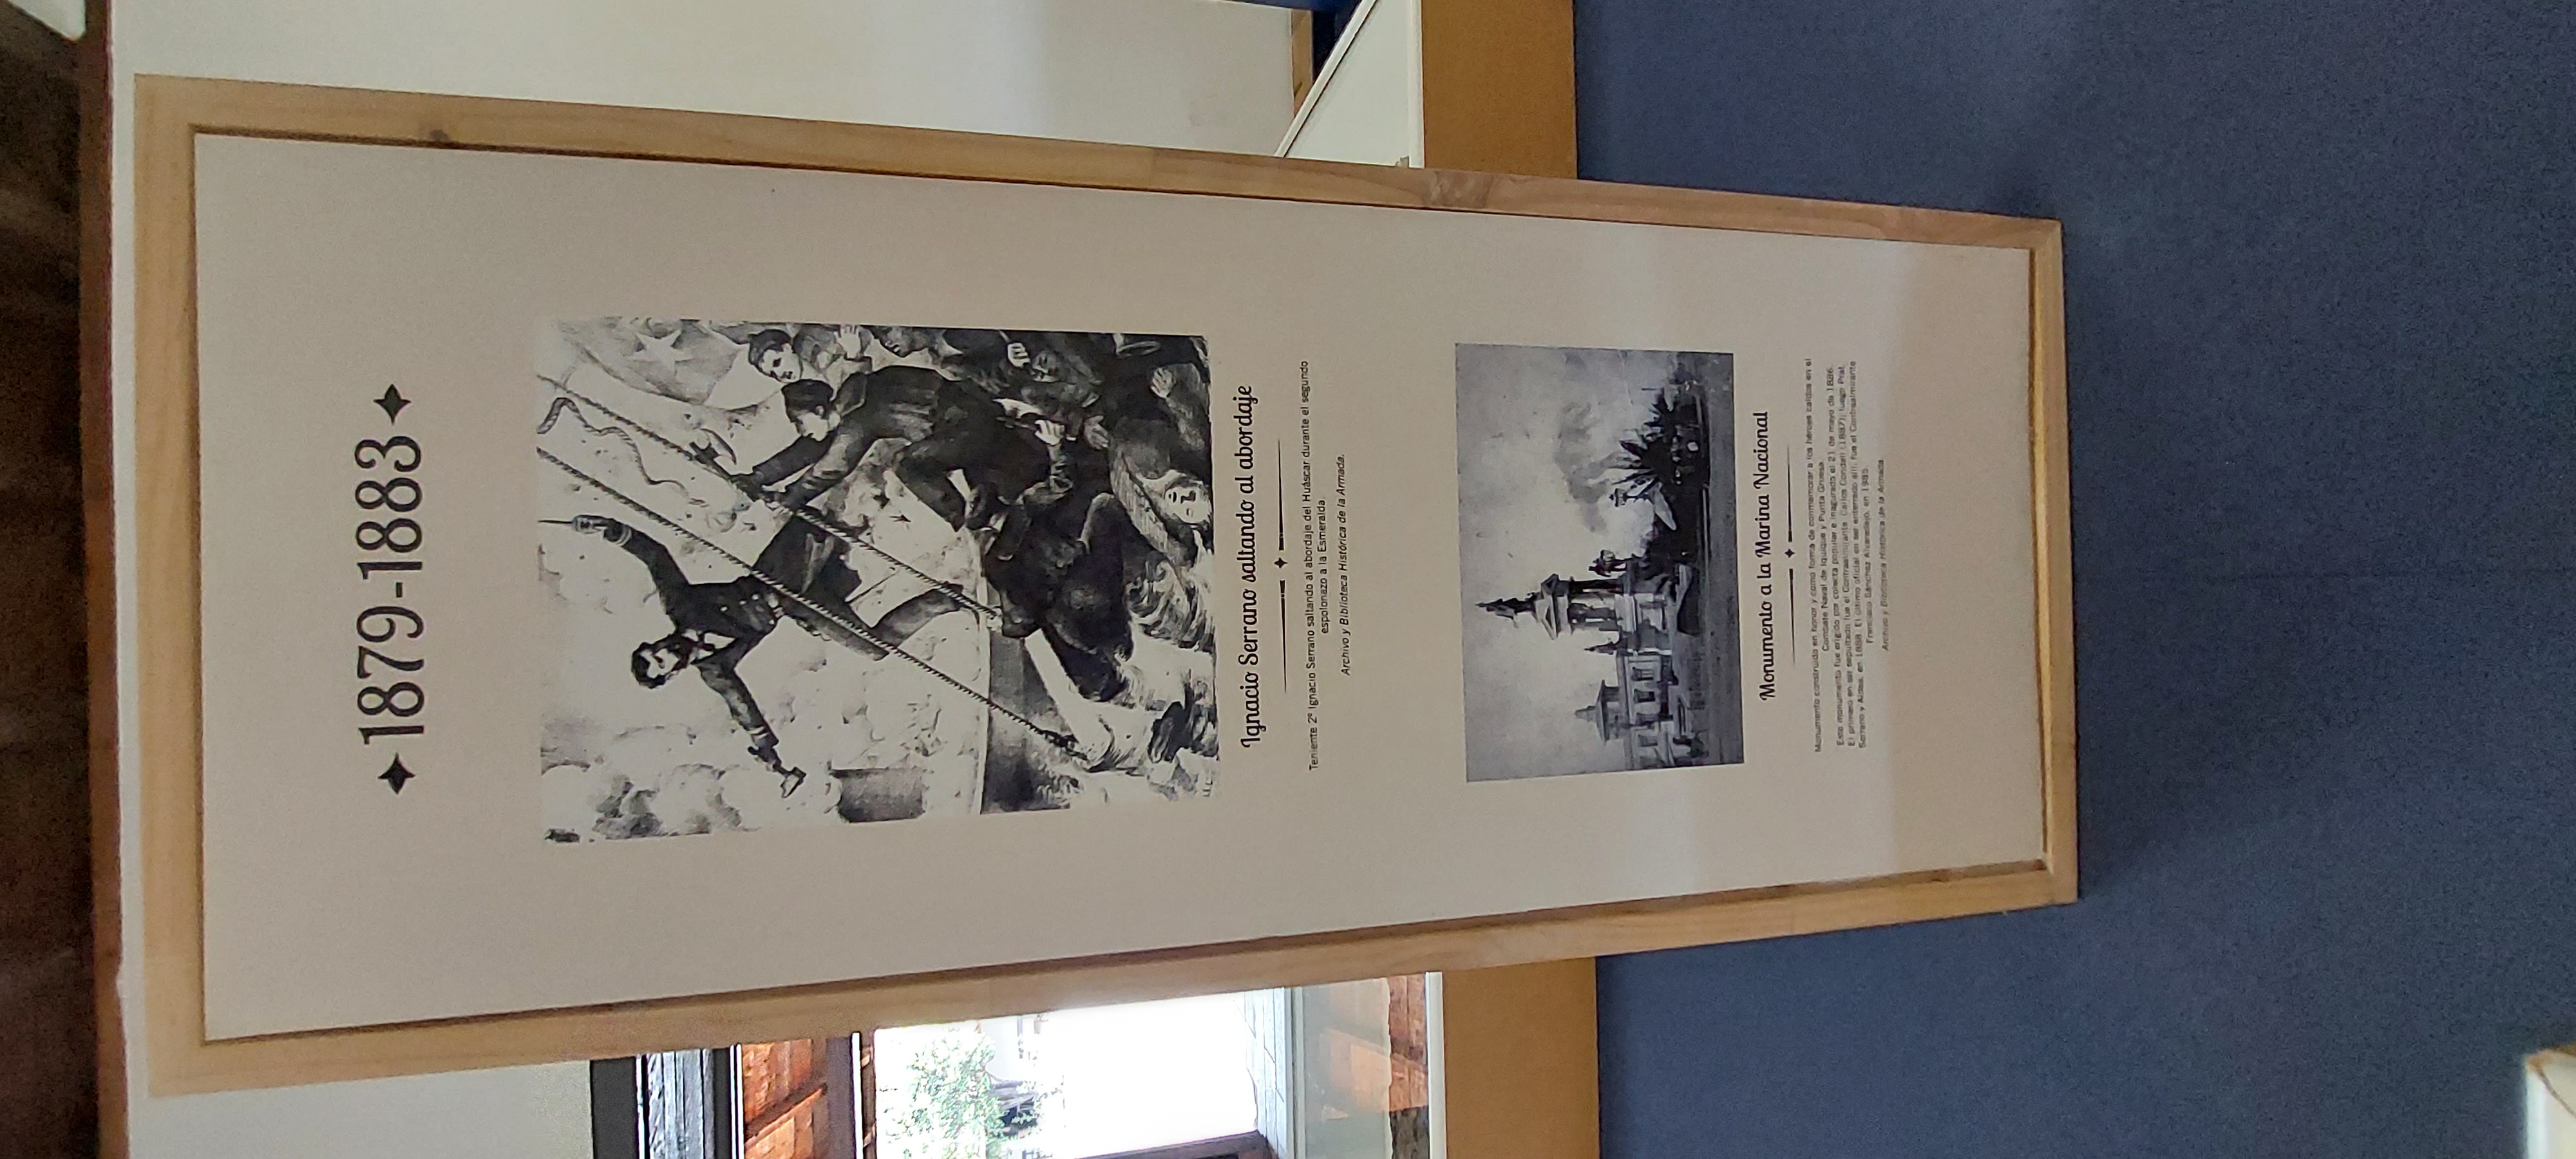 1879-1883
Ignacio Serrano saltando al abordaje
Teniente 2º Ignacio Serrano saltando al abordaje del Huáscar durante el segundo
espolonazo a la Esmeralda.
Archivo y Biblioteca Histórica de la Armada.
Monumento a la Marina Nacional
Monumento construido en honor y como forma de conmemorar a los héroes caídos en el
Combate Naval de Iquique y Punta Gruesa.
Este monumento fue erigido por colecta popular e inagurado el 21 de mayo de 1886.
El primero en ser sepultado fue el Contraalmirante Carlos Condell (1887); luego Prat,
Serrano y Aldea, en 1888. El último oficial en ser enterrado allí, fue el Contraalmirante
Francisco Sánchez Alvaradejo, en 1985.
Archivo y Biblioteca Histórica de la Armada.